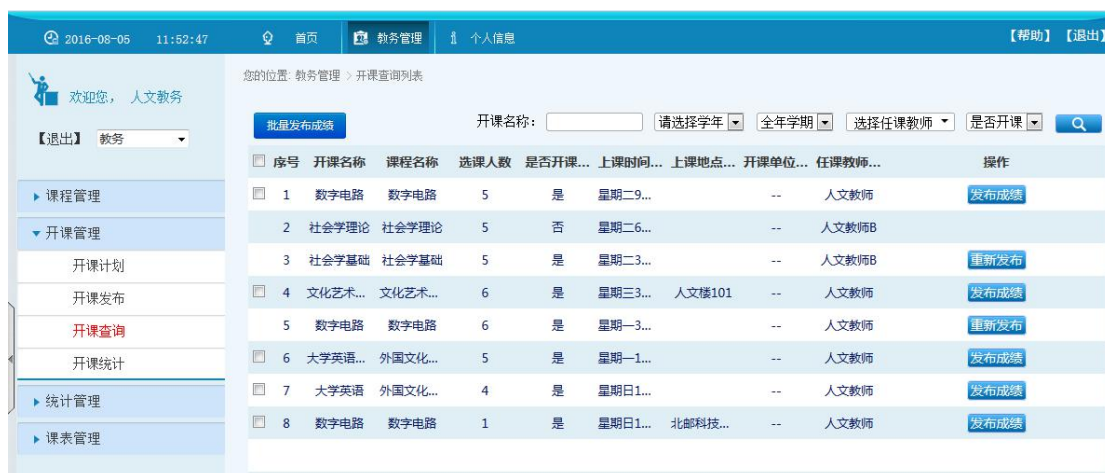 2016-08-05 11:52:47 首页 教务管理 个人信息 【帮助】 【退出】
您的位置: 教务管理 > 开课查询列表
欢迎您， 人文教务
【退出】 教务
批量发布成绩 开课名称： 请选择学年 全年学期 选择任课教师 是否开课
序号 开课名称 课程名称 选课人数 是否开课... 上课时间... 上课地点... 开课单位... 任课教师... 操作
1 数字电路 数字电路 5 是 星期二9... -- 人文教师 发布成绩
2 社会学理论 社会学理论 5 否 星期二6... -- 人文教师B
3 社会学基础 社会学基础 5 是 星期二3... -- 人文教师B 重新发布
4 文化艺术... 文化艺术... 6 是 星期三3... 人文楼101 -- 人文教师 发布成绩
5 数字电路 数字电路 6 是 星期一3... -- 人文教师 重新发布
6 大学英语... 外国文化... 5 是 星期一1... -- 人文教师 发布成绩
7 大学英语 外国文化... 4 是 星期日1... -- 人文教师 发布成绩
8 数字电路 数字电路 1 是 星期日1... 北邮科技... -- 人文教师 发布成绩
课程管理
开课管理
开课计划
开课发布
开课查询
开课统计
统计管理
课表管理